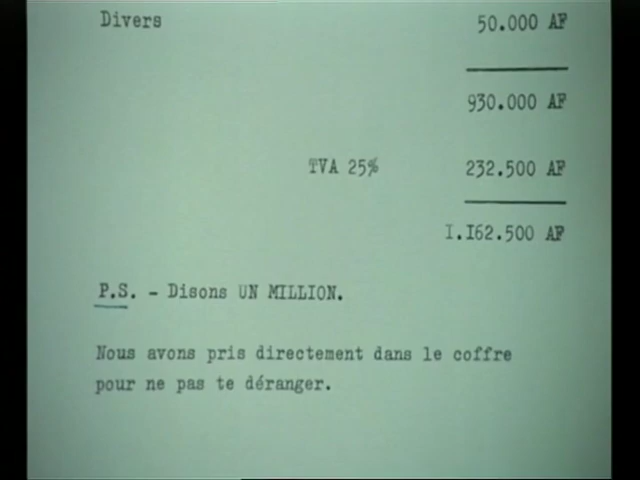 Divers 50.000 AF
930.000 AF
TVA 25% 232.500 AF
I.I62.500 AF
P.S. - Disons UN MILLION.
Nous avons pris directement dans le coffre
pour ne pas te déranger.